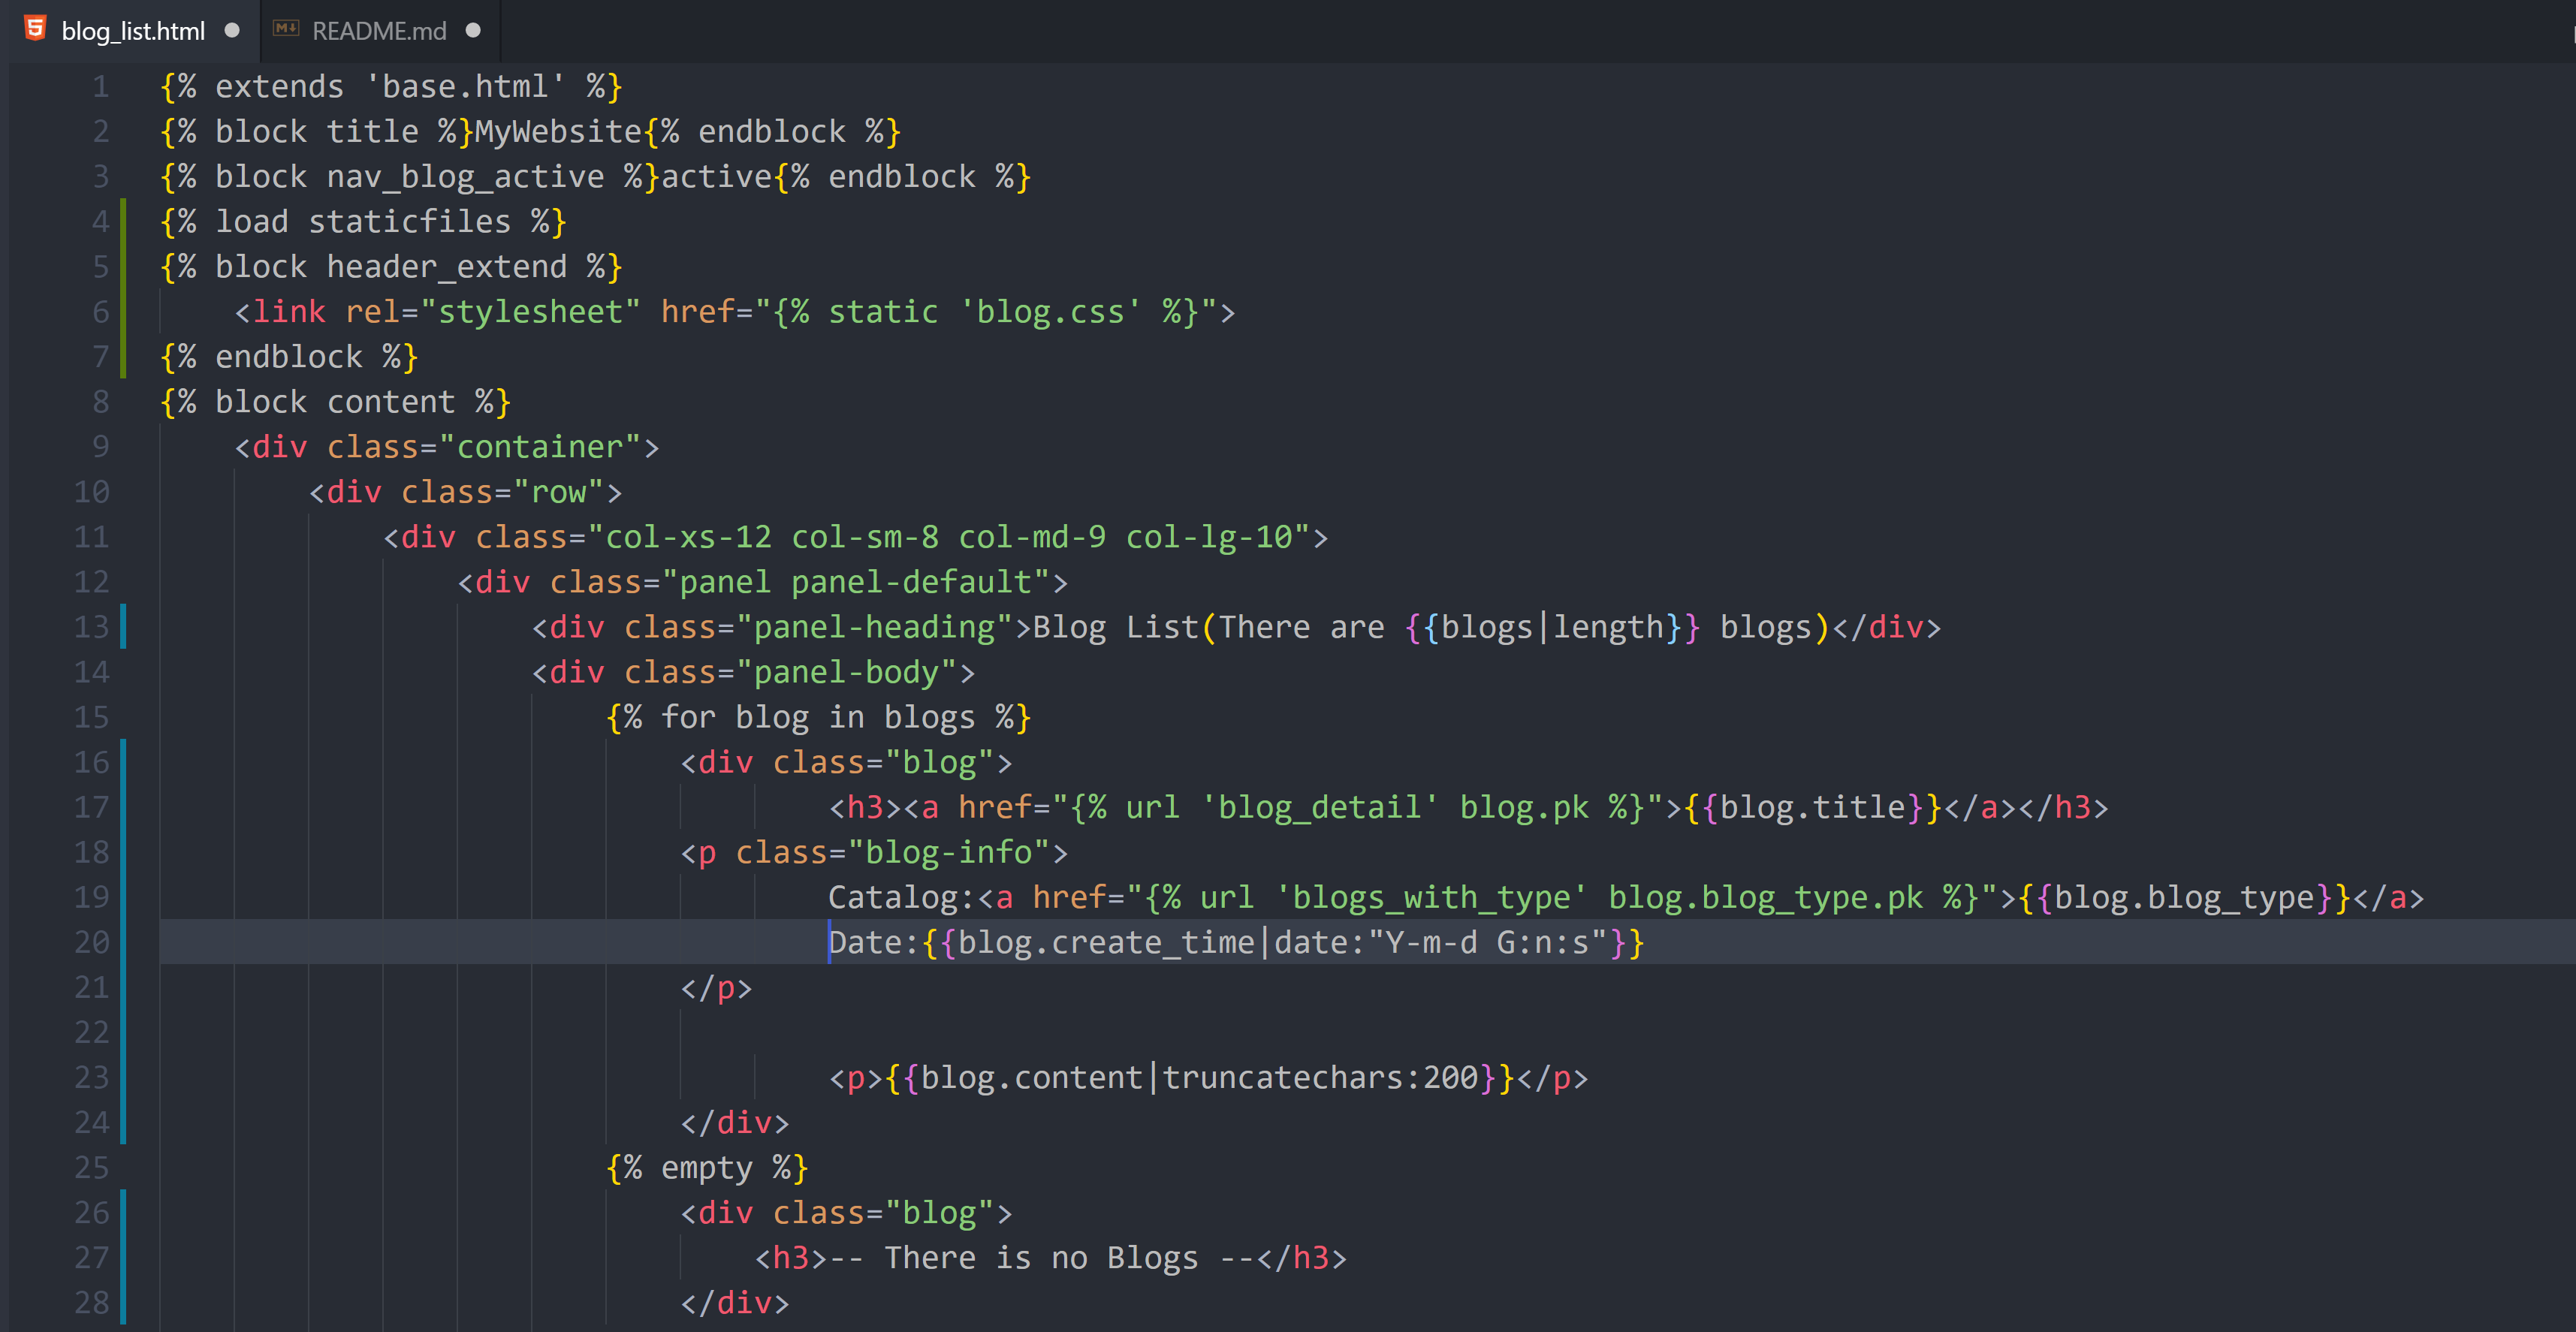 blog_list.html README.md
1 {% extends 'base.html' %}
2 {% block title %}MyWebsite{% endblock %}
3 {% block nav_blog_active %}active{% endblock %}
4 {% load staticfiles %}
5 {% block header_extend %}
6 <link rel="stylesheet" href="{% static 'blog.css' %}">
7 {% endblock %}
8 {% block content %}
9 <div class="container">
10 <div class="row">
11 <div class="col-xs-12 col-sm-8 col-md-9 col-lg-10">
12 <div class="panel panel-default">
13 <div class="panel-heading">Blog List(There are {{blogs|length}} blogs)</div>
14 <div class="panel-body">
15 {% for blog in blogs %}
16 <div class="blog">
17 <h3><a href="{% url 'blog_detail' blog.pk %}">{{blog.title}}</a></h3>
18 <p class="blog-info">
19 Catalog:<a href="{% url 'blogs_with_type' blog.blog_type.pk %}">{{blog.blog_type}}</a>
20 Date:{{blog.create_time|date:"Y-m-d G:n:s"}}
21 </p>
22
23 <p>{{blog.content|truncatechars:200}}</p>
24 </div>
25 {% empty %}
26 <div class="blog">
27 <h3>-- There is no Blogs --</h3>
28 </div>